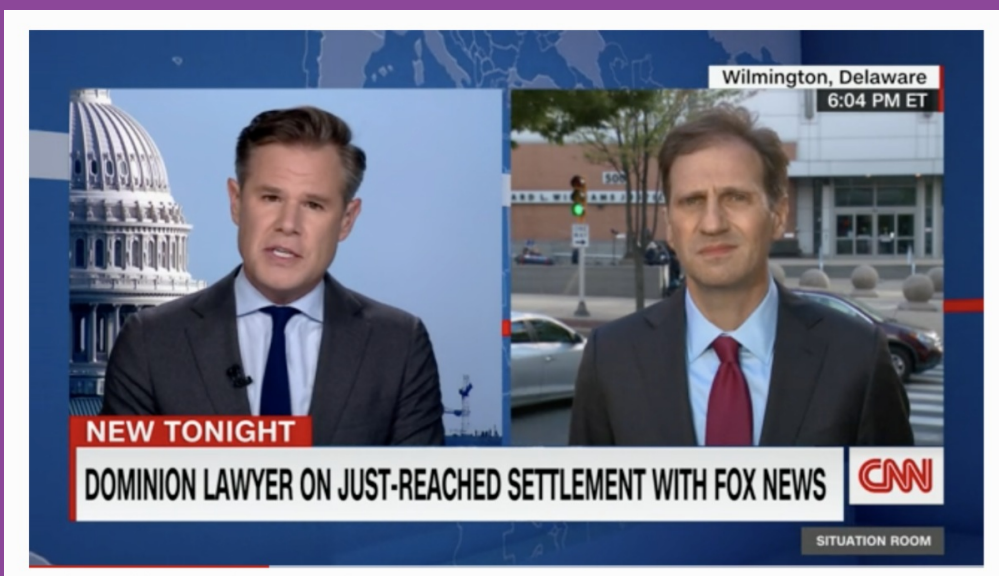 Wilmington, Delaware
6:04 PM ET
500
NEW TONIGHT
DOMINION LAWYER ON JUST-REACHED SETTLEMENT WITH FOX NEWS
CNN
SITUATION ROOM